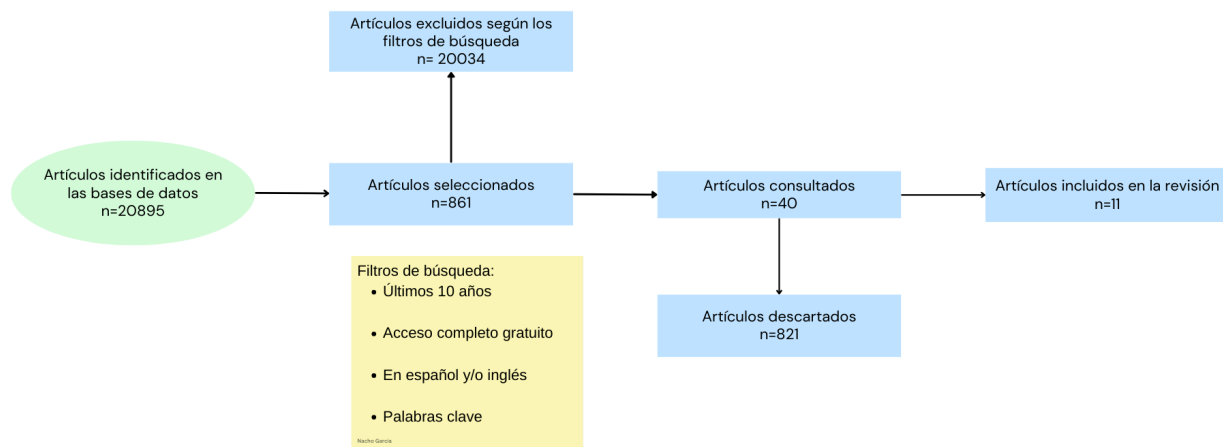 Artículos excluidos según los
filtros de búsqueda
n= 20034
Artículos identificados en
las bases de datos
n=20895
Artículos seleccionados
n=861
Artículos consultados
n=40
Artículos incluidos en la revisión
n=11
Filtros de búsqueda:
• Últimos 10 años
• Acceso completo gratuito
• En español y/o inglés
• Palabras clave
Nacho García
Artículos descartados
n=821